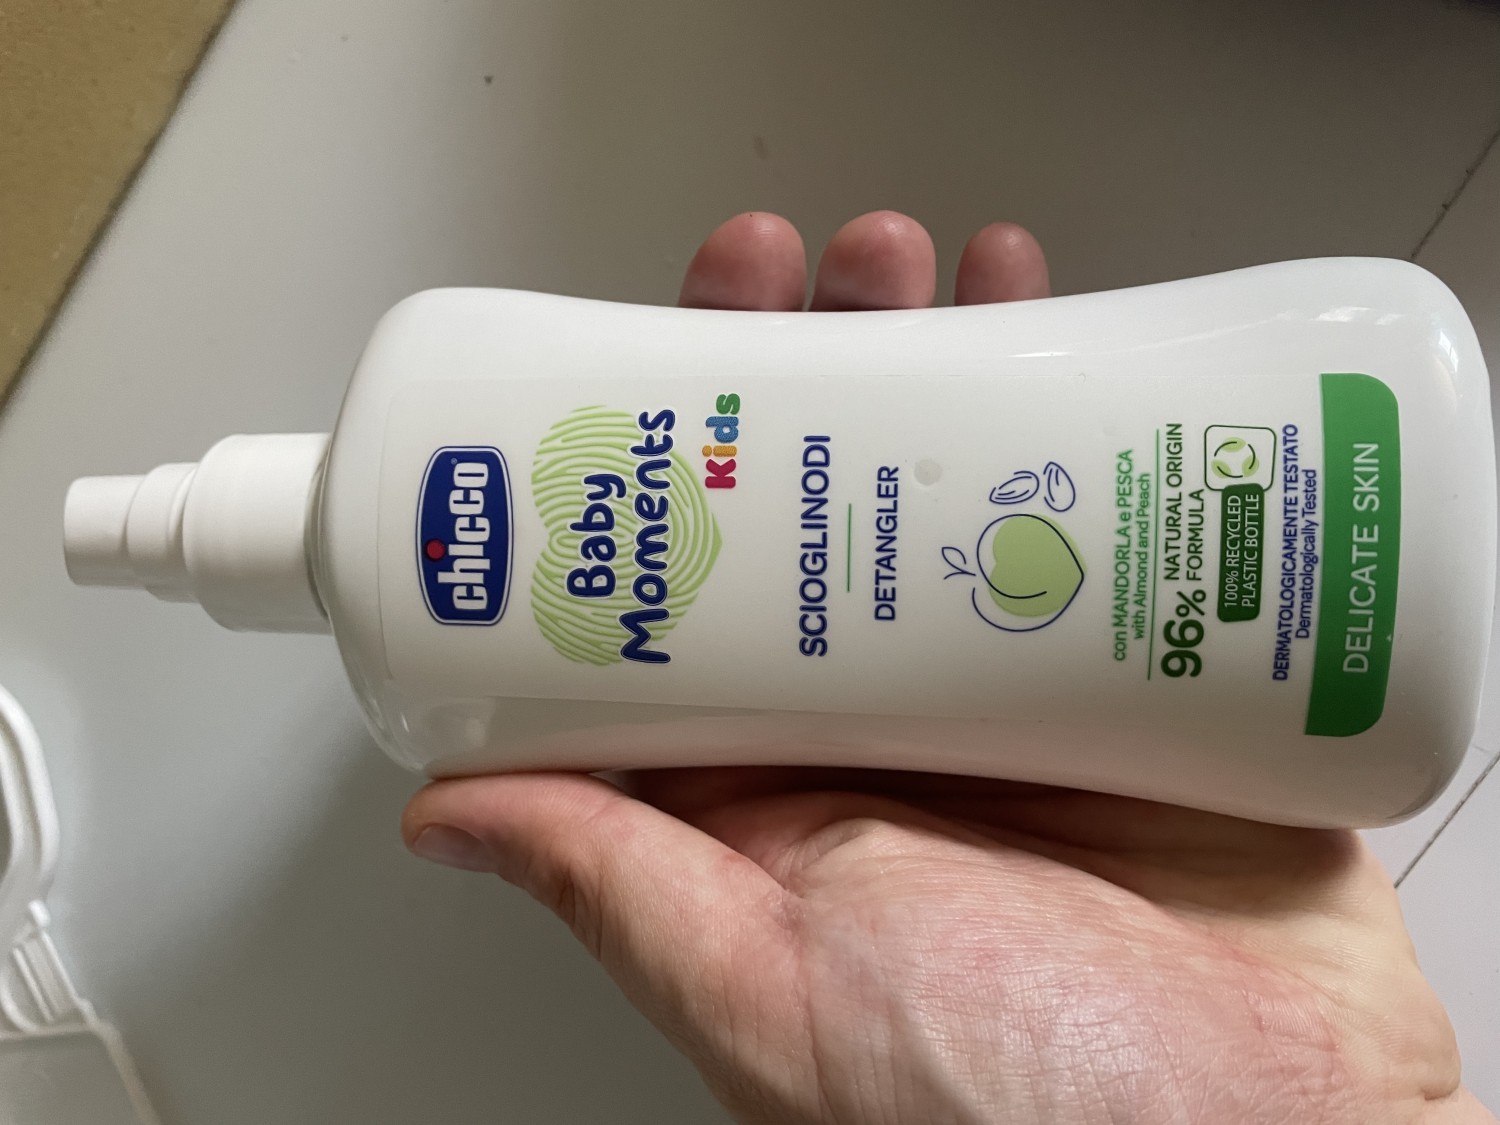 chicco
Baby
Moments
Kids
SCIOGLINODI
DETANGLER
con MANDORLA e PESCA
with Almond and Peach
96% NATURAL ORIGIN
FORMULA
100% RECYCLED
PLASTIC BOTTLE
DERMATOLOGICAMENTE TESTATO
Dermatologically Tested
DELICATE SKIN